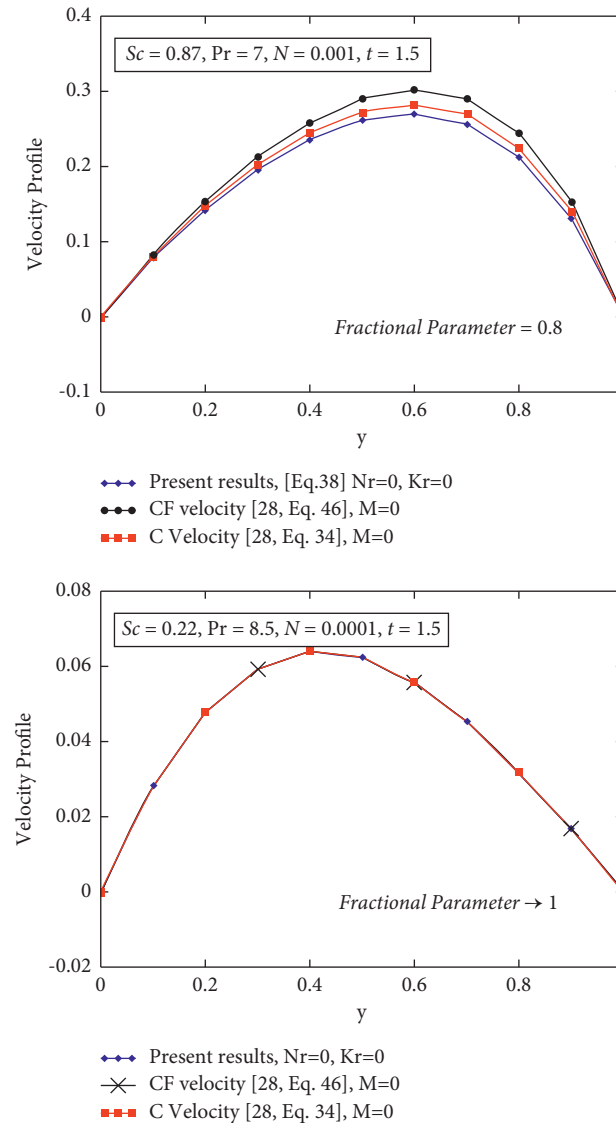 0.4
Sc = 0.87, Pr = 7, N = 0.001, t = 1.5
0.3
0.2
Velocity Profile
0.1
0
Fractional Parameter = 0.8
-0.1
0 0.2 0.4 0.6 0.8
y
Present results, [Eq.38] Nr=0, Kr=0
CF velocity [28, Eq. 46], M=0
C Velocity [28, Eq. 34], M=0
0.08
Sc = 0.22, Pr = 8.5, N = 0.0001, t = 1.5
0.06
0.04
Velocity Profile
0.02
0
Fractional Parameter → 1
-0.02
0 0.2 0.4 0.6 0.8
y
Present results, Nr=0, Kr=0
CF velocity [28, Eq. 46], M=0
C Velocity [28, Eq. 34], M=0